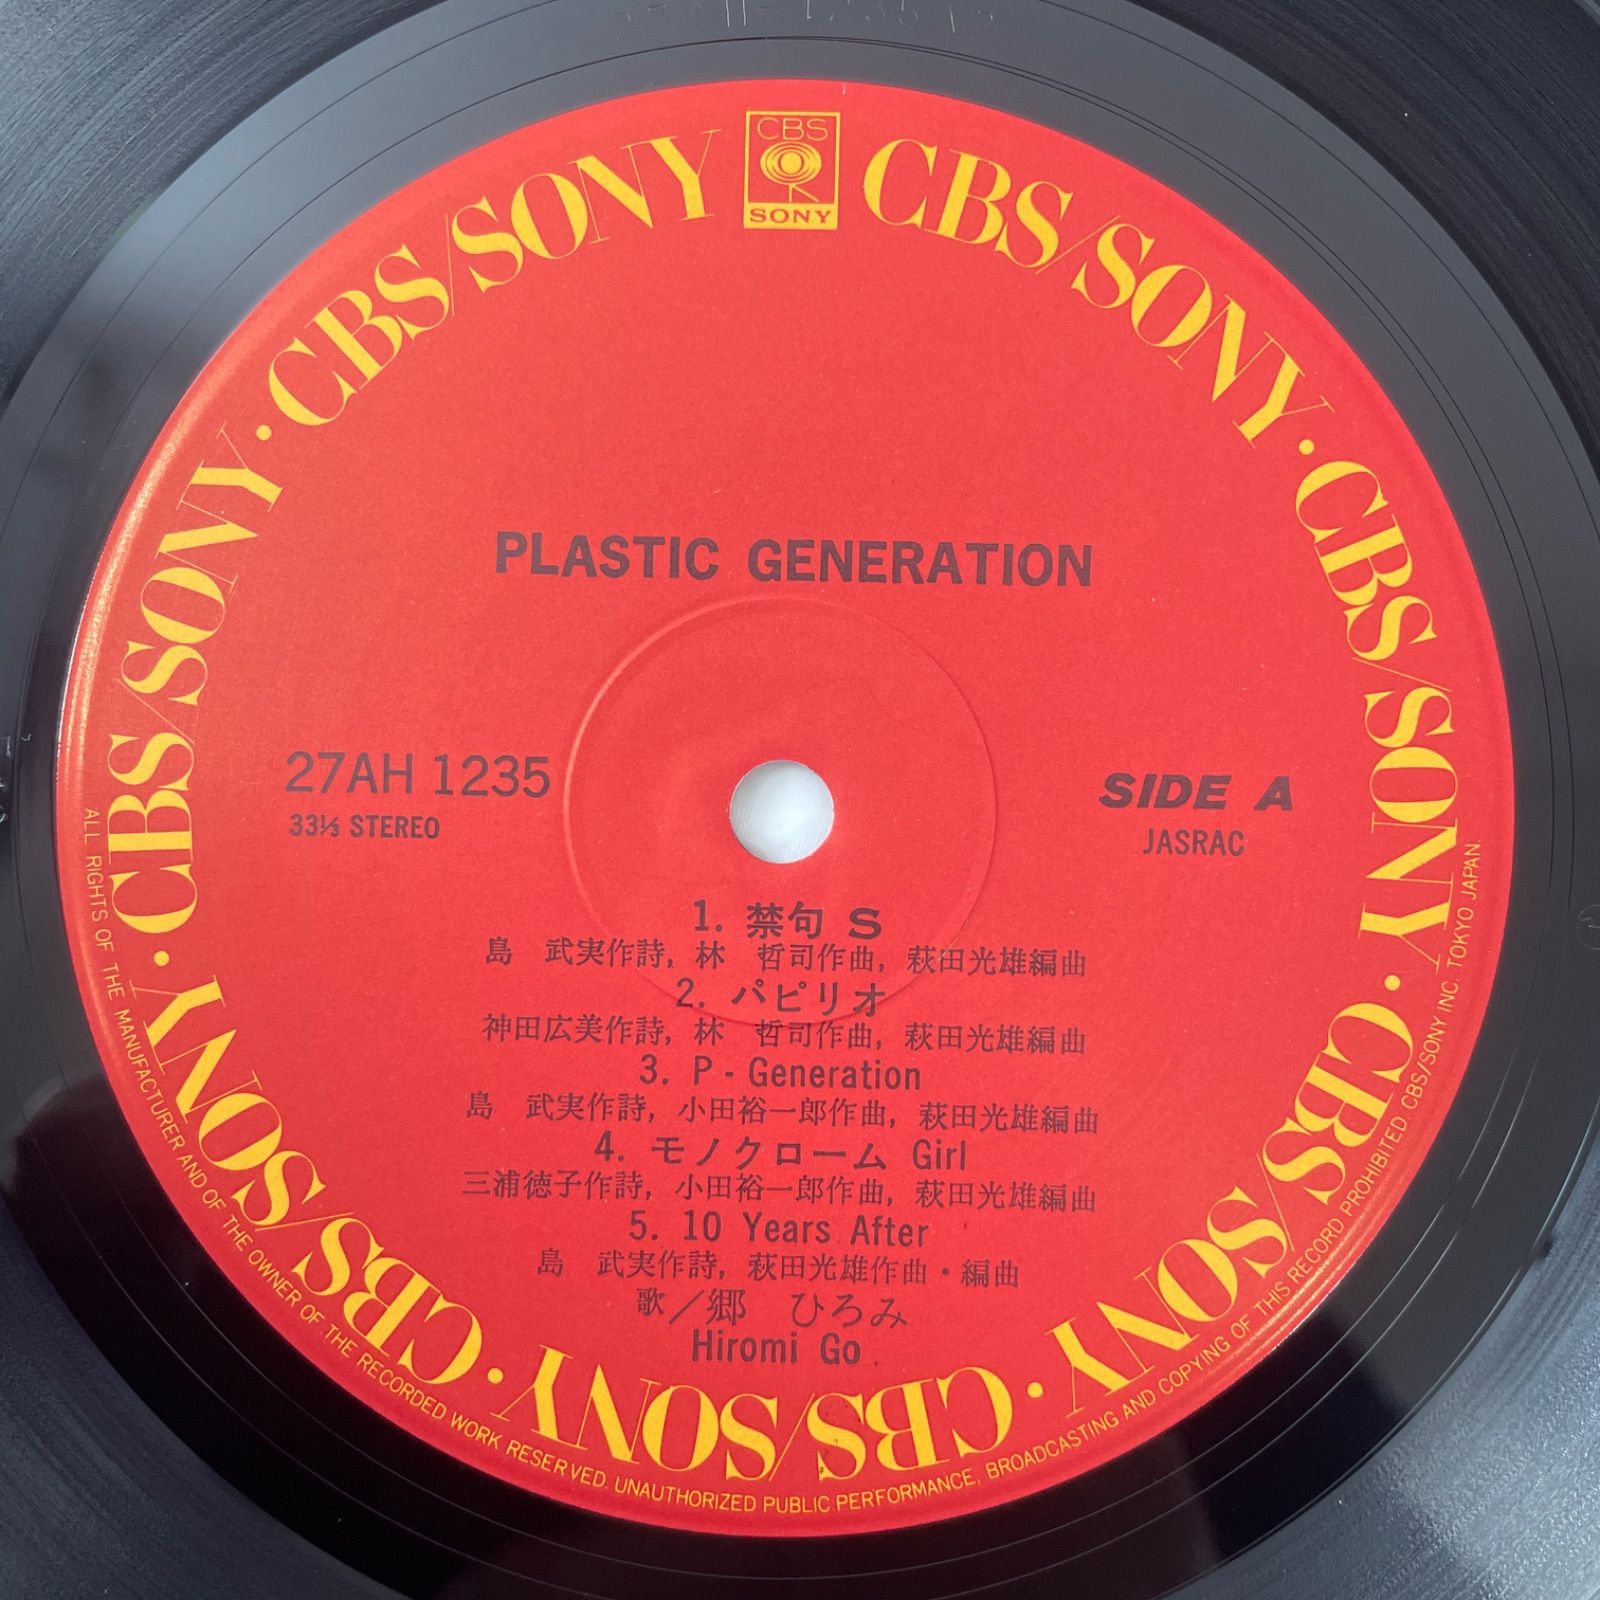 CBS
SONY
CBS/SONY · CBS/SONY · CBS/SONY · CBS/SONY · CBS/SONY · CBS/SONY · CBS/SONY · CBS/SONY
PLASTIC GENERATION
27AH 1235
33⅓ STEREO
SIDE A
JASRAC
1. 禁句 S
島 武実作詩, 林 哲司作曲, 萩田光雄編曲
2. パピリオ
神田広美作詩, 林 哲司作曲, 萩田光雄編曲
3. P - Generation
島 武実作詩, 小田裕一郎作曲, 萩田光雄編曲
4. モノクローム Girl
三浦徳子作詩, 小田裕一郎作曲, 萩田光雄編曲
5. 10 Years After
島 武実作詩, 萩田光雄作曲・編曲
歌／郷 ひろみ
Hiromi Go
ALL RIGHTS OF THE MANUFACTURER AND OF THE OWNER OF THE RECORDED WORK RESERVED. UNAUTHORIZED PUBLIC PERFORMANCE, BROADCASTING AND COPYING OF THIS RECORD PROHIBITED. CBS/SONY INC. TOKYO JAPAN.